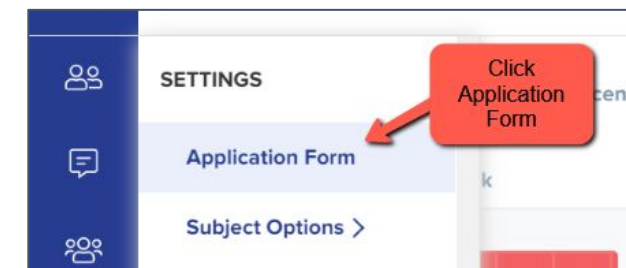 SETTINGS
Click
Application
Form
Application Form
Subject Options >